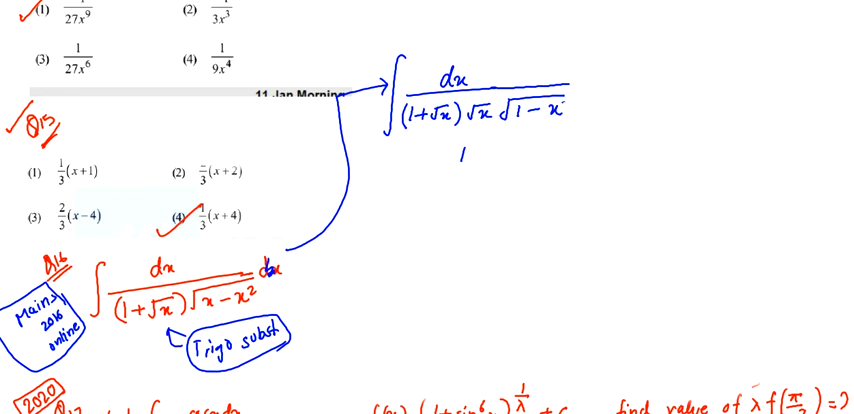 (1) 1/27x⁹ (2) 1/3x³
(3) 1/27x⁶ (4) 1/9x⁴
11 Jan Morning
Q15
(1) 1/3(x+1) (2) /3(x+2)
(3) 2/3(x−4) (4) 1/3(x+4)
∫ dx / (1+√x) √x √1−x
Q16
∫ dx / (1+√x)√x−x² dx
Mains
2016
online
Trigo subst
2020
find value of λ f(π/3) = ?